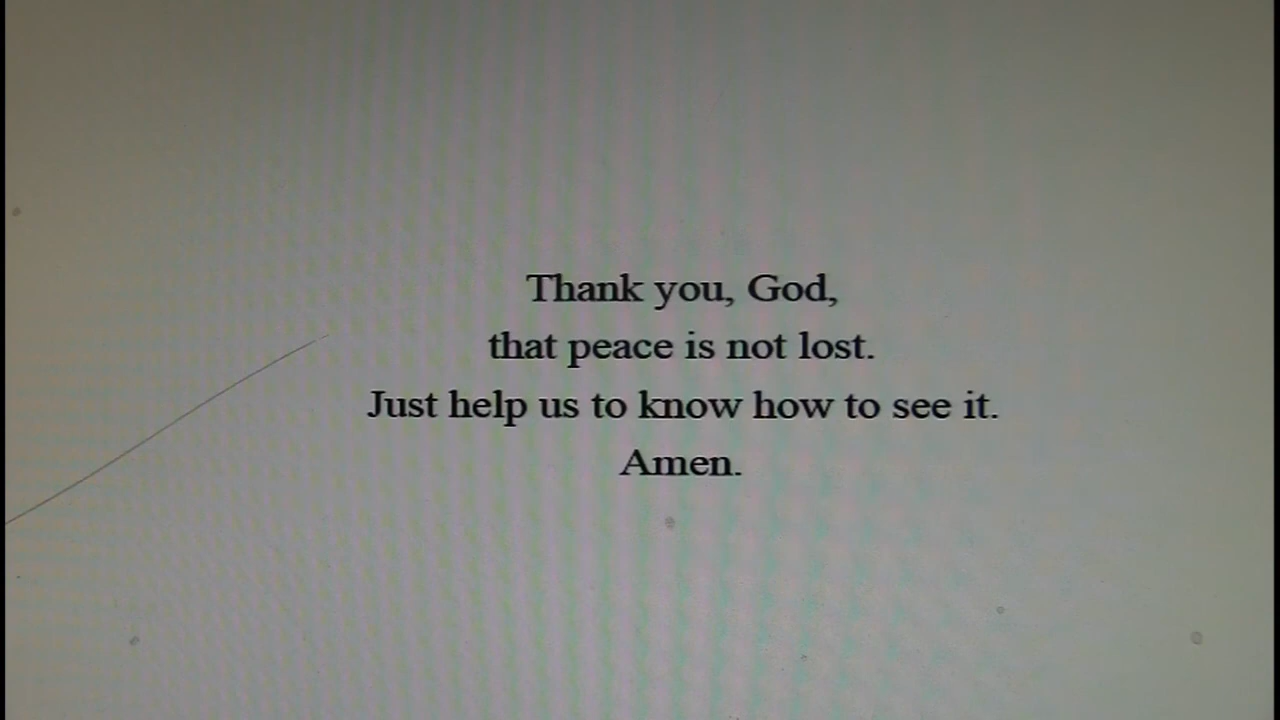 Thank you, God,
that peace is not lost.
Just help us to know how to see it.
Amen.